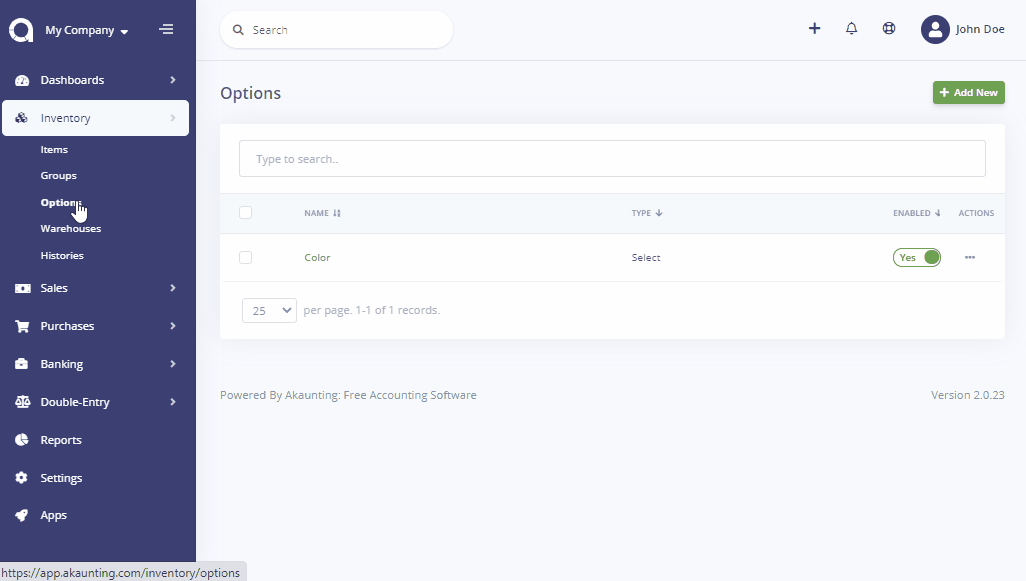 My Company
Search
John Doe
Dashboards
Inventory
Items
Groups
Options
Warehouses
Histories
Sales
Purchases
Banking
Double-Entry
Reports
Settings
Apps
Options
+ Add New
Type to search..
NAME TYPE ENABLED ACTIONS
Color Select Yes
25 per page. 1-1 of 1 records.
Powered By Akaunting: Free Accounting Software Version 2.0.23
https://app.akaunting.com/inventory/options